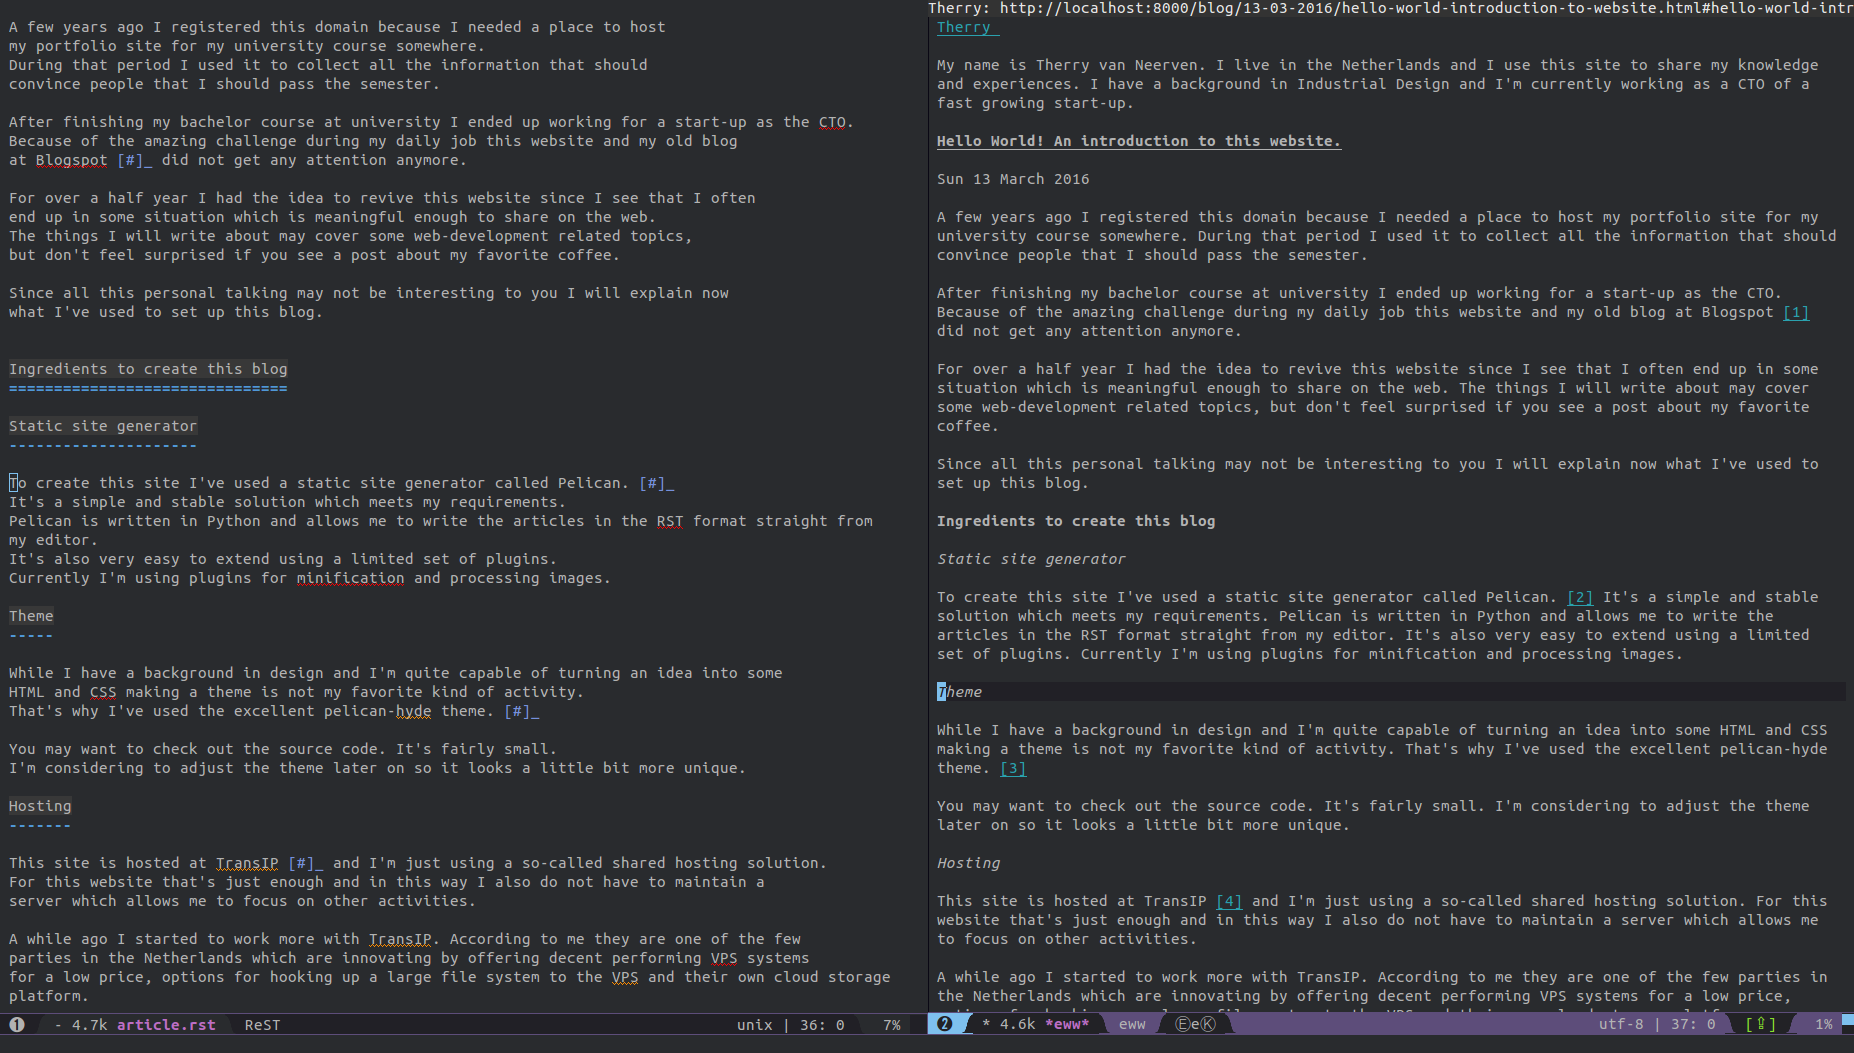 A few years ago I registered this domain because I needed a place to host
my portfolio site for my university course somewhere.
During that period I used it to collect all the information that should
convince people that I should pass the semester.
After finishing my bachelor course at university I ended up working for a start-up as the CTO.
Because of the amazing challenge during my daily job this website and my old blog
at Blogspot [#]_ did not get any attention anymore.
For over a half year I had the idea to revive this website since I see that I often
end up in some situation which is meaningful enough to share on the web.
The things I will write about may cover some web-development related topics,
but don't feel surprised if you see a post about my favorite coffee.
Since all this personal talking may not be interesting to you I will explain now
what I've used to set up this blog.
Ingredients to create this blog
===============================
Static site generator
---------------------
To create this site I've used a static site generator called Pelican. [#]_
It's a simple and stable solution which meets my requirements.
Pelican is written in Python and allows me to write the articles in the RST format straight from
my editor.
It's also very easy to extend using a limited set of plugins.
Currently I'm using plugins for minification and processing images.
Theme
-----
While I have a background in design and I'm quite capable of turning an idea into some
HTML and CSS making a theme is not my favorite kind of activity.
That's why I've used the excellent pelican-hyde theme. [#]_
You may want to check out the source code. It's fairly small.
I'm considering to adjust the theme later on so it looks a little bit more unique.
Hosting
-------
This site is hosted at TransIP [#]_ and I'm just using a so-called shared hosting solution.
For this website that's just enough and in this way I also do not have to maintain a
server which allows me to focus on other activities.
A while ago I started to work more with TransIP. According to me they are one of the few
parties in the Netherlands which are innovating by offering decent performing VPS systems
for a low price, options for hooking up a large file system to the VPS and their own cloud storage
platform.
1 - 4.7k article.rst ReST unix | 36: 0 7%
Therry: http://localhost:8000/blog/13-03-2016/hello-world-introduction-to-website.html#hello-world-intr
Therry
My name is Therry van Neerven. I live in the Netherlands and I use this site to share my knowledge
and experiences. I have a background in Industrial Design and I'm currently working as a CTO of a
fast growing start-up.
Hello World! An introduction to this website.
Sun 13 March 2016
A few years ago I registered this domain because I needed a place to host my portfolio site for my
university course somewhere. During that period I used it to collect all the information that should
convince people that I should pass the semester.
After finishing my bachelor course at university I ended up working for a start-up as the CTO.
Because of the amazing challenge during my daily job this website and my old blog at Blogspot [1]
did not get any attention anymore.
For over a half year I had the idea to revive this website since I see that I often end up in some
situation which is meaningful enough to share on the web. The things I will write about may cover
some web-development related topics, but don't feel surprised if you see a post about my favorite
coffee.
Since all this personal talking may not be interesting to you I will explain now what I've used to
set up this blog.
Ingredients to create this blog
Static site generator
To create this site I've used a static site generator called Pelican. [2] It's a simple and stable
solution which meets my requirements. Pelican is written in Python and allows me to write the
articles in the RST format straight from my editor. It's also very easy to extend using a limited
set of plugins. Currently I'm using plugins for minification and processing images.
Theme
While I have a background in design and I'm quite capable of turning an idea into some HTML and CSS
making a theme is not my favorite kind of activity. That's why I've used the excellent pelican-hyde
theme. [3]
You may want to check out the source code. It's fairly small. I'm considering to adjust the theme
later on so it looks a little bit more unique.
Hosting
This site is hosted at TransIP [4] and I'm just using a so-called shared hosting solution. For this
website that's just enough and in this way I also do not have to maintain a server which allows me
to focus on other activities.
A while ago I started to work more with TransIP. According to me they are one of the few parties in
the Netherlands which are innovating by offering decent performing VPS systems for a low price,
2 * 4.6k *eww* eww ⒺeⓀ utf-8 | 37: 0 [⇪] 1%